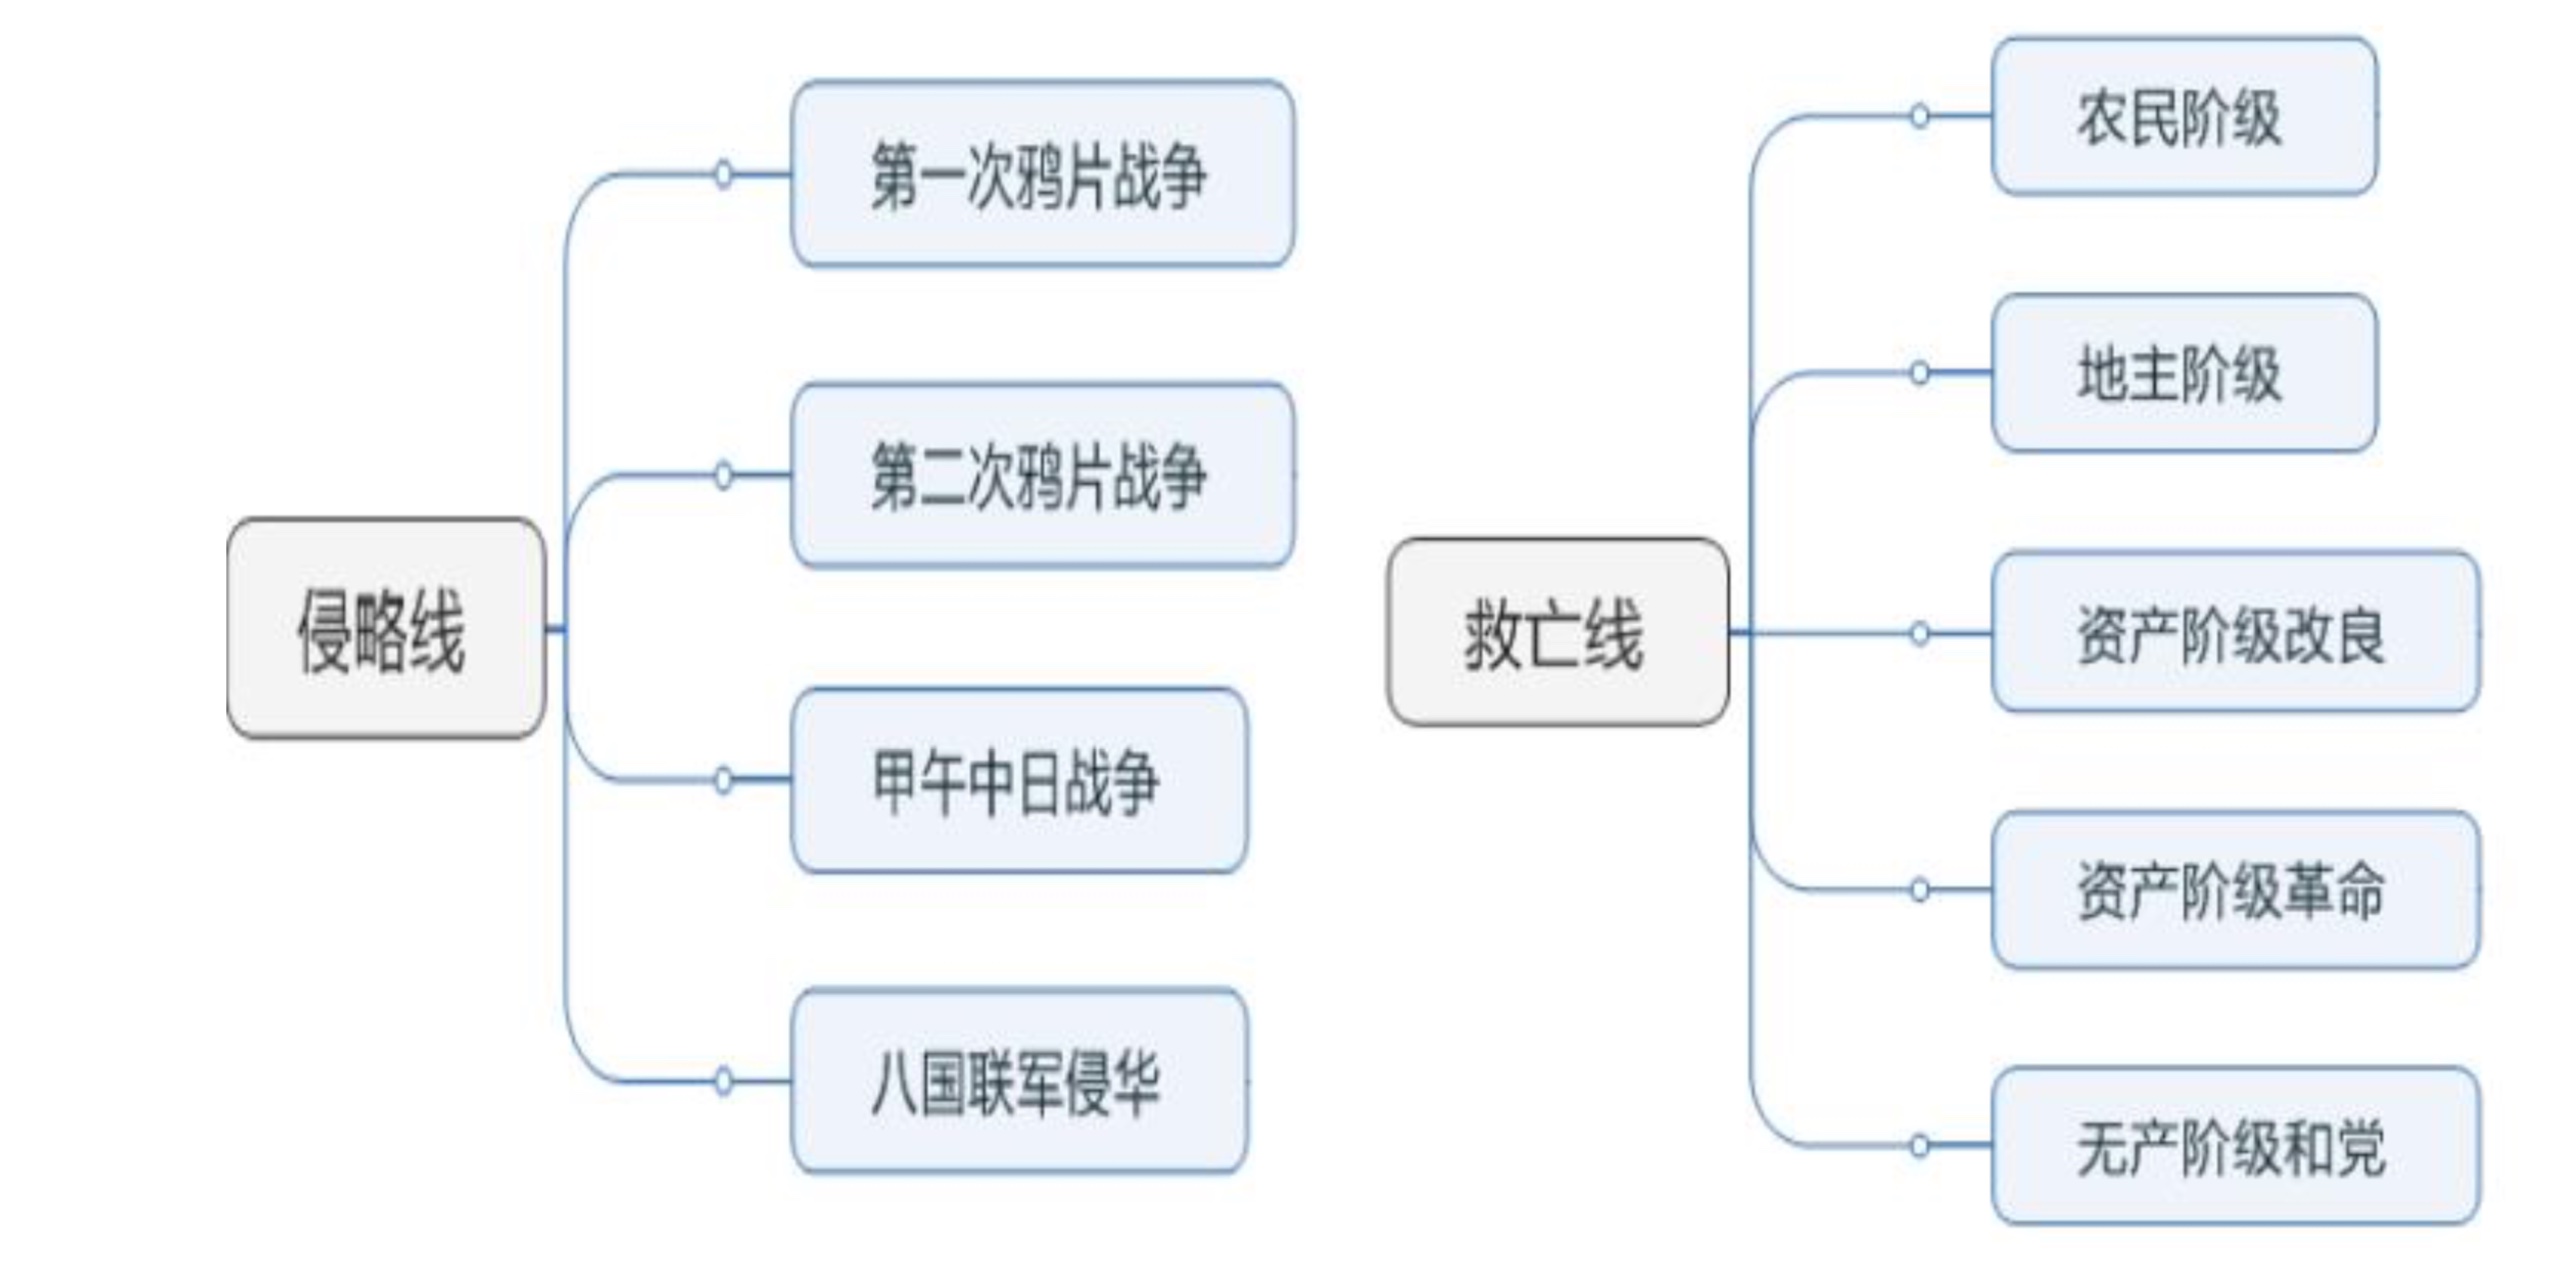 侵略线
第一次鸦片战争
第二次鸦片战争
甲午中日战争
八国联军侵华
救亡线
农民阶级
地主阶级
资产阶级改良
资产阶级革命
无产阶级和党